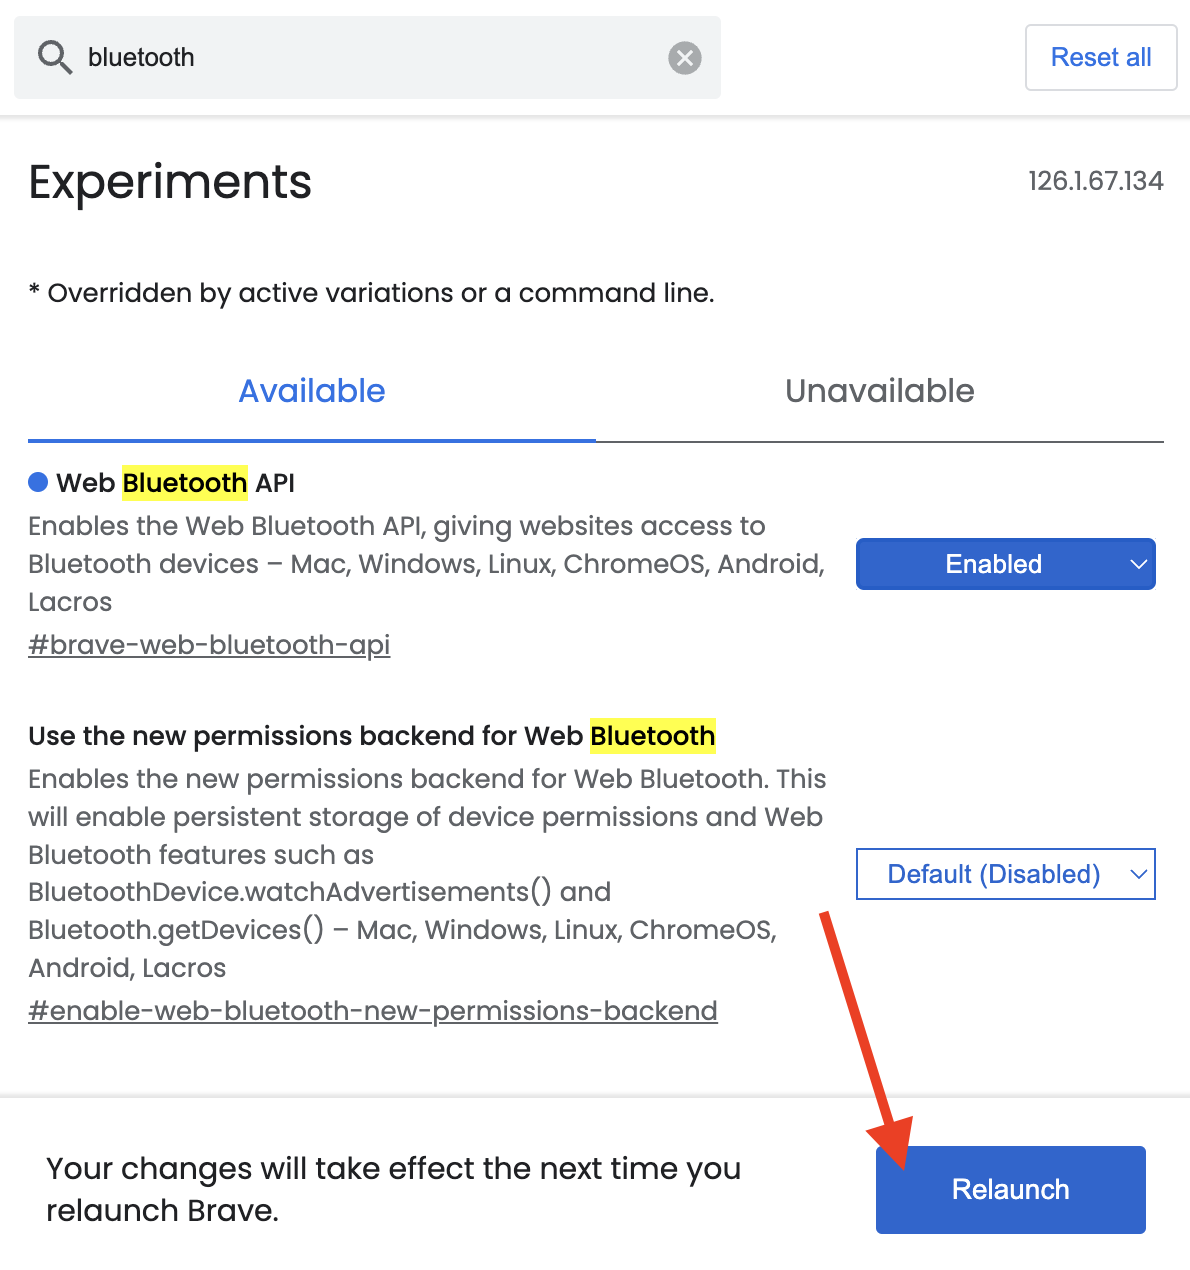 bluetooth
Reset all
Experiments
126.1.67.134
* Overridden by active variations or a command line.
Available
Unavailable
Web Bluetooth API
Enables the Web Bluetooth API, giving websites access to
Bluetooth devices – Mac, Windows, Linux, ChromeOS, Android,
Lacros
#brave-web-bluetooth-api
Enabled
Use the new permissions backend for Web Bluetooth
Enables the new permissions backend for Web Bluetooth. This
will enable persistent storage of device permissions and Web
Bluetooth features such as
BluetoothDevice.watchAdvertisements() and
Bluetooth.getDevices() – Mac, Windows, Linux, ChromeOS,
Android, Lacros
#enable-web-bluetooth-new-permissions-backend
Default (Disabled)
Your changes will take effect the next time you
relaunch Brave.
Relaunch